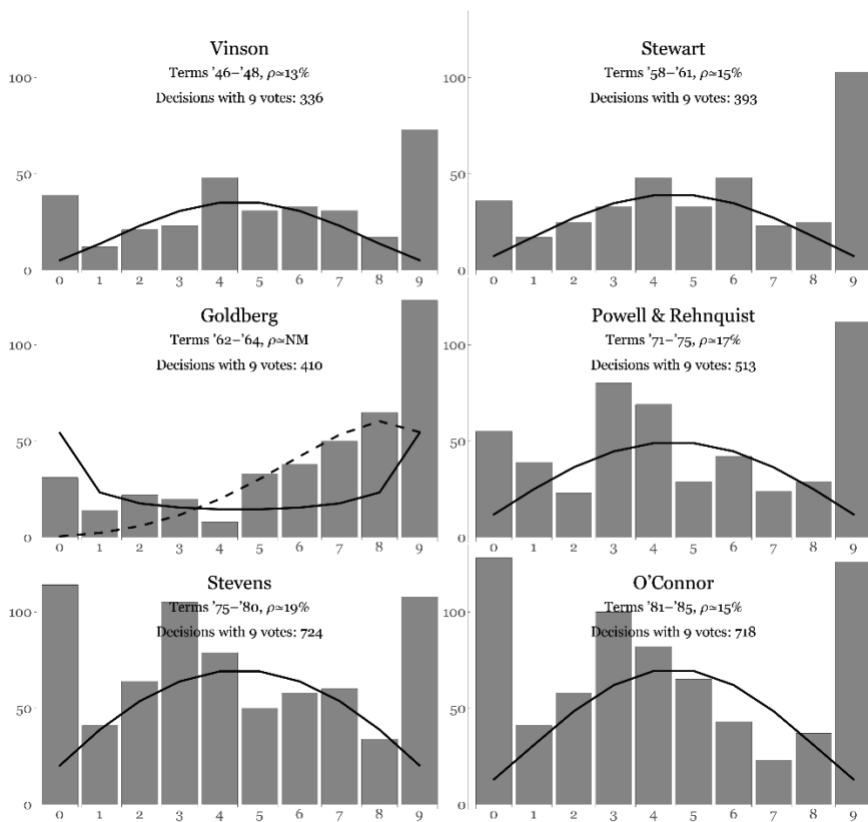 Vinson
Terms ’46–’48, ρ≃13%
Decisions with 9 votes: 336
100
50
0
0 1 2 3 4 5 6 7 8 9
Stewart
Terms ’58–’61, ρ≃15%
Decisions with 9 votes: 393
100
50
0
0 1 2 3 4 5 6 7 8 9
Goldberg
Terms ’62–’64, ρ≃NM
Decisions with 9 votes: 410
100
50
0
0 1 2 3 4 5 6 7 8 9
Powell & Rehnquist
Terms ’71–’75, ρ≃17%
Decisions with 9 votes: 513
100
50
0
0 1 2 3 4 5 6 7 8 9
Stevens
Terms ’75–’80, ρ≃19%
Decisions with 9 votes: 724
100
50
0
0 1 2 3 4 5 6 7 8 9
O’Connor
Terms ’81–’85, ρ≃15%
Decisions with 9 votes: 718
100
50
0
0 1 2 3 4 5 6 7 8 9